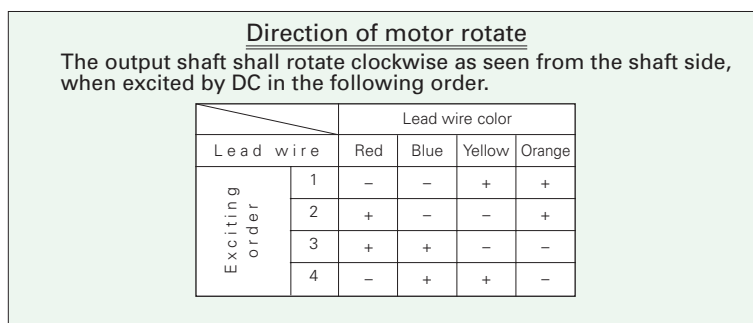 Direction of motor rotate
The output shaft shall rotate clockwise as seen from the shaft side,
when excited by DC in the following order.
Lead wire color
Lead wire Red Blue Yellow Orange
Exciting order
1 – – + +
2 + – – +
3 + + – –
4 – + + –